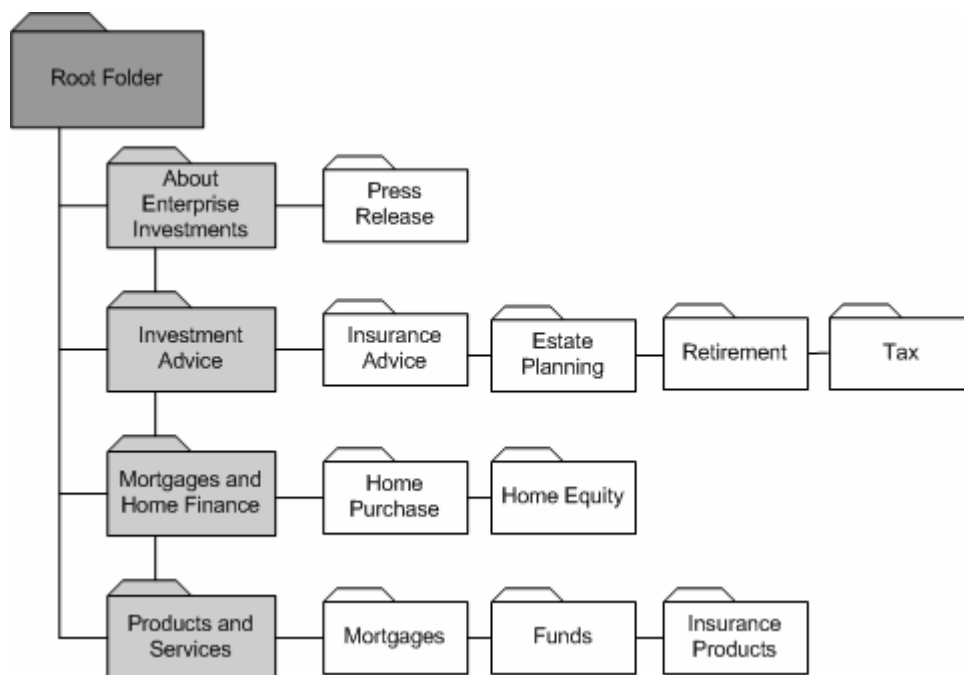 Root Folder
About
Enterprise
Investments
Press
Release
Investment
Advice
Insurance
Advice
Estate
Planning
Retirement
Tax
Mortgages and
Home Finance
Home
Purchase
Home Equity
Products and
Services
Mortgages
Funds
Insurance
Products